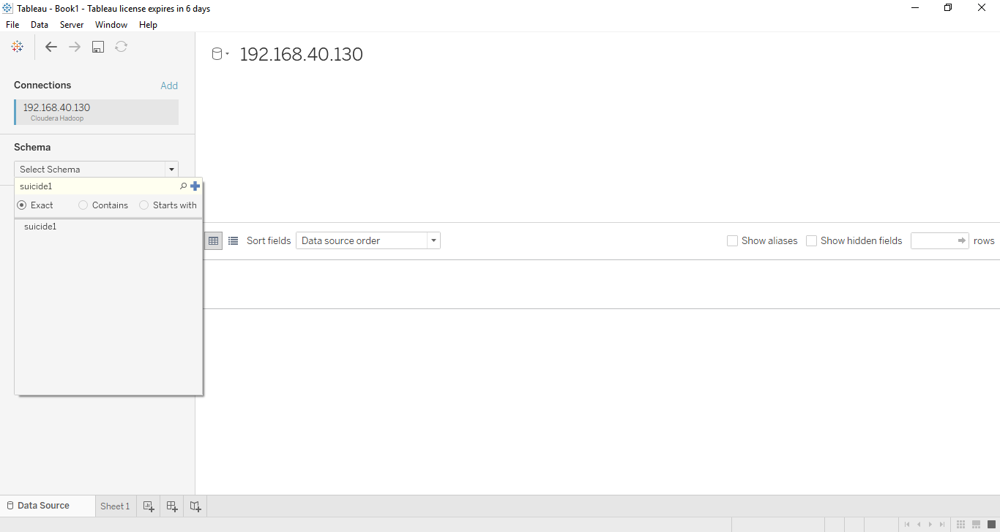 Tableau - Book1 - Tableau license expires in 6 days
File Data Server Window Help
192.168.40.130
Connections Add
192.168.40.130
Cloudera Hadoop
Schema
Select Schema
suicide1
Exact Contains Starts with
suicide1
Sort fields Data source order Show aliases Show hidden fields rows
Data Source Sheet 1